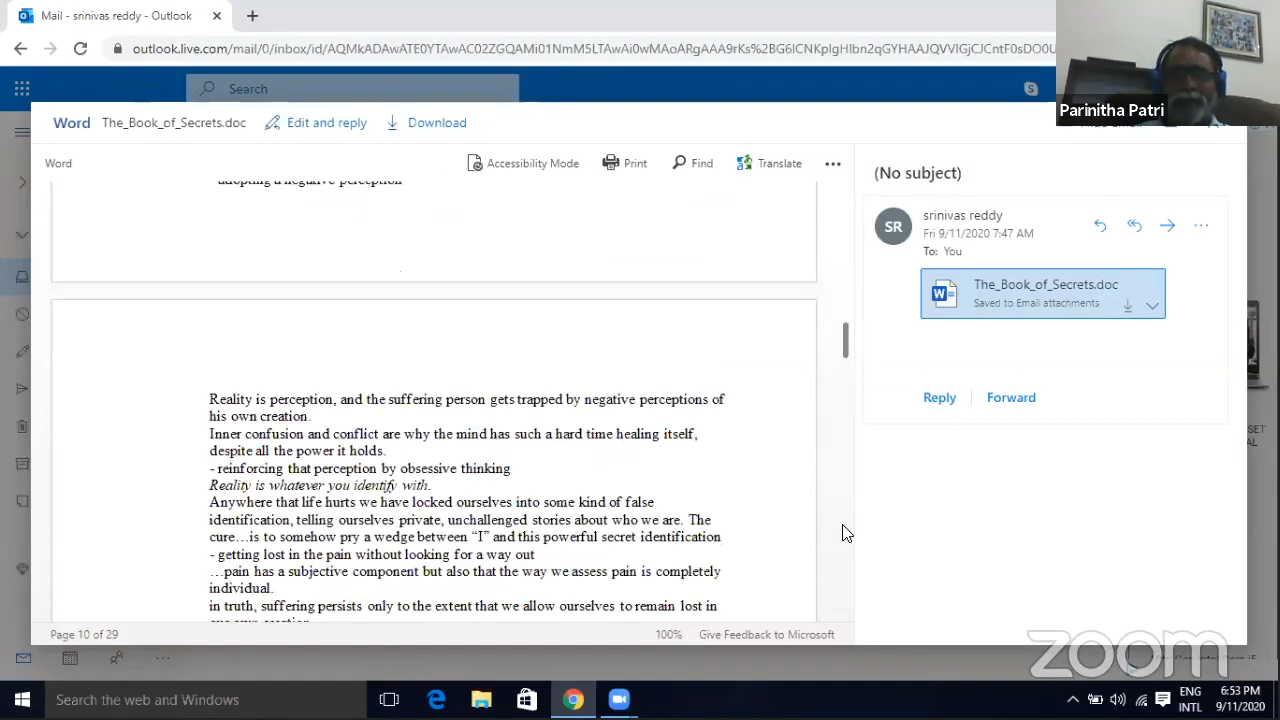 Mail - srinivas reddy - Outlook
Search
Parinitha Patri
Word The_Book_of_Secrets.doc Edit and reply Download
Word Accessibility Mode Print Find Translate
adopting a negative perception
Reality is perception, and the suffering person gets trapped by negative perceptions of
his own creation.
Inner confusion and conflict are why the mind has such a hard time healing itself,
despite all the power it holds.
- reinforcing that perception by obsessive thinking
Reality is whatever you identify with.
Anywhere that life hurts we have locked ourselves into some kind of false
identification, telling ourselves private, unchallenged stories about who we are. The
cure…is to somehow pry a wedge between “I” and this powerful secret identification
- getting lost in the pain without looking for a way out
…pain has a subjective component but also that the way we assess pain is completely
individual.
in truth, suffering persists only to the extent that we allow ourselves to remain lost in
Page 10 of 29 100% Give Feedback to Microsoft
(No subject)
SR
srinivas reddy
Fri 9/11/2020 7:47 AM
To: You
The_Book_of_Secrets.doc
Saved to Email attachments
Reply Forward
zoom
Search the web and Windows
ENG
INTL
6:53 PM
9/11/2020